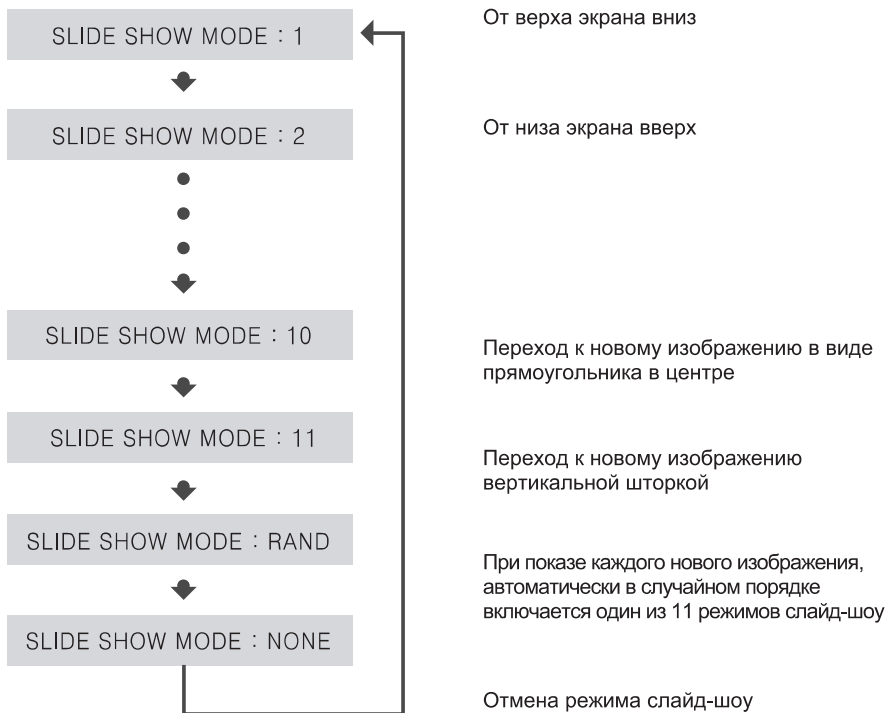 SLIDE SHOW MODE : 1
От верха экрана вниз
SLIDE SHOW MODE : 2
От низа экрана вверх
SLIDE SHOW MODE : 10
Переход к новому изображению в виде
прямоугольника в центре
SLIDE SHOW MODE : 11
Переход к новому изображению
вертикальной шторкой
SLIDE SHOW MODE : RAND
При показе каждого нового изображения,
автоматически в случайном порядке
включается один из 11 режимов слайд-шоу
SLIDE SHOW MODE : NONE
Отмена режима слайд-шоу